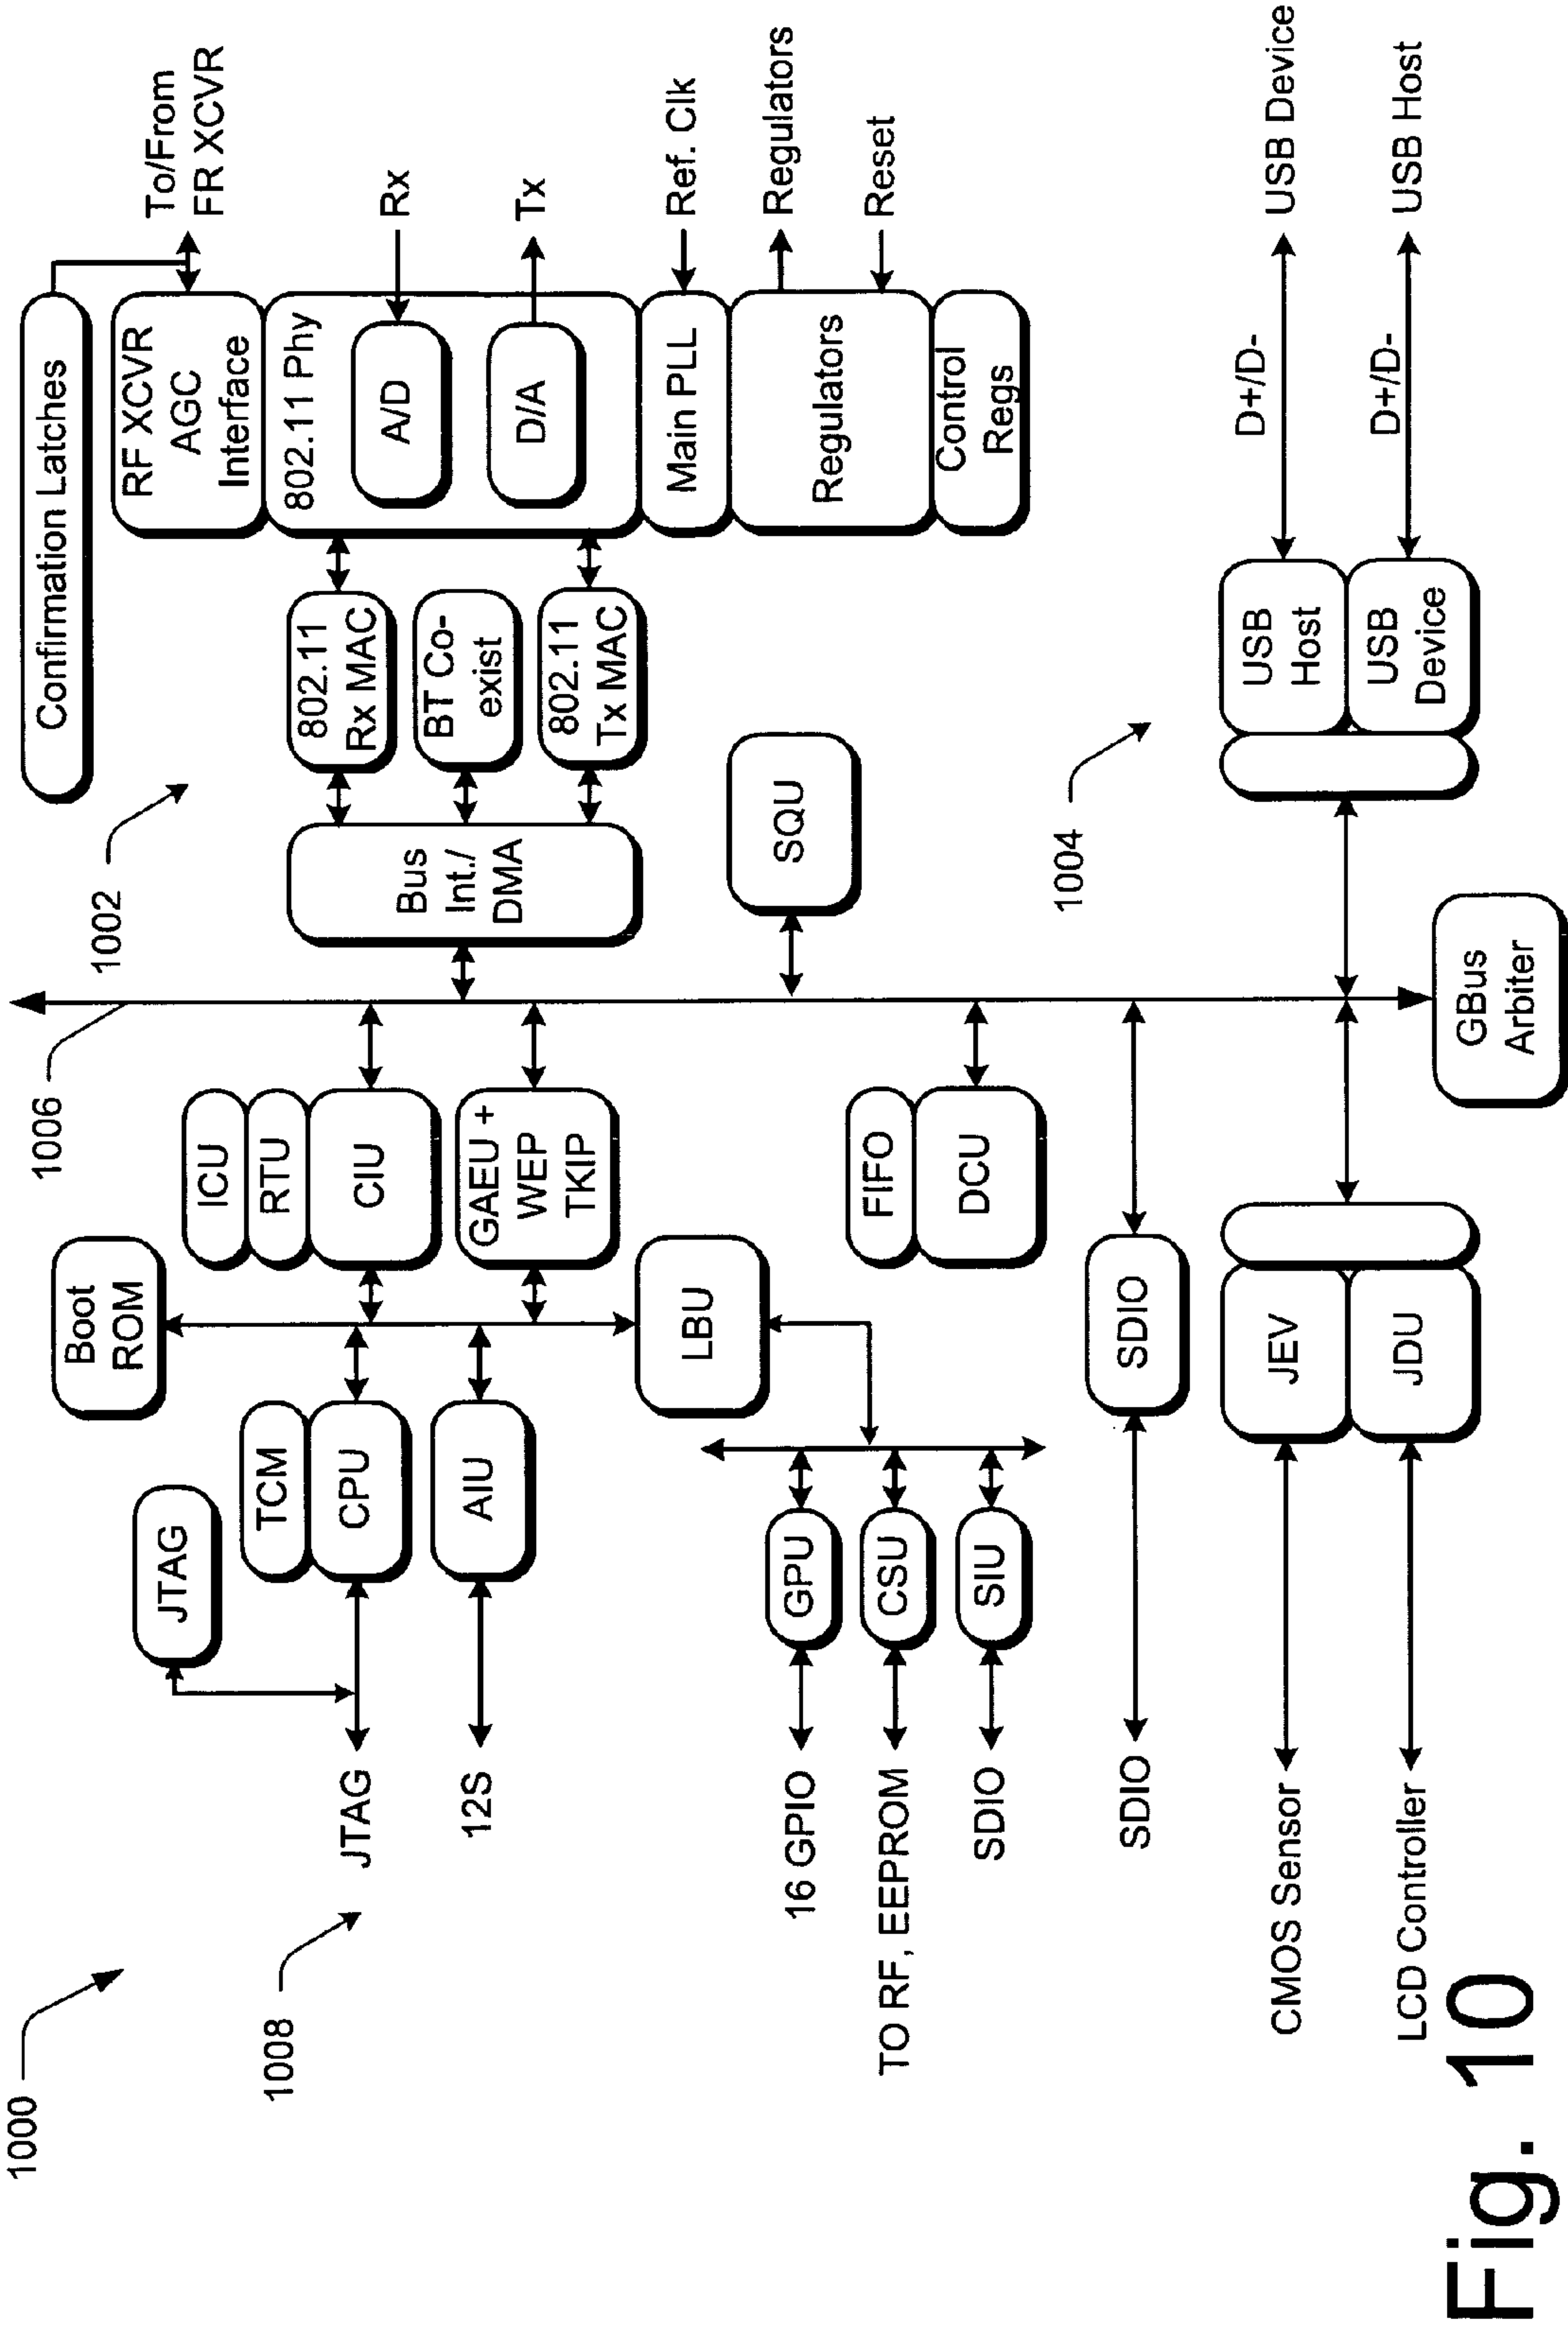 1000
1008
1006
1002
Confirmation Latches
To/From
FR XCVR
RF XCVR
AGC
Interface
802.11 Phy
A/D
Rx
D/A
Tx
Main PLL
Ref. Clk
Regulators
Regulators
Reset
Control
Regs
802.11
Rx MAC
BT Co-
exist
802.11
Tx MAC
Bus
Int./
DMA
SQU
Boot
ROM
ICU
RTU
CIU
GAEU +
WEP
TKIP
JTAG
TCM
CPU
AIU
LBU
JTAG
12S
FIFO
DCU
GPU
CSU
SIU
16 GPIO
TO RF, EEPROM
SDIO
SDIO
SDIO
1004
CMOS Sensor
LCD Controller
JEV
JDU
GBus
Arbiter
USB
Host
USB
Device
D+/D-
D+/D-
USB Device
USB Host
Fig. 10